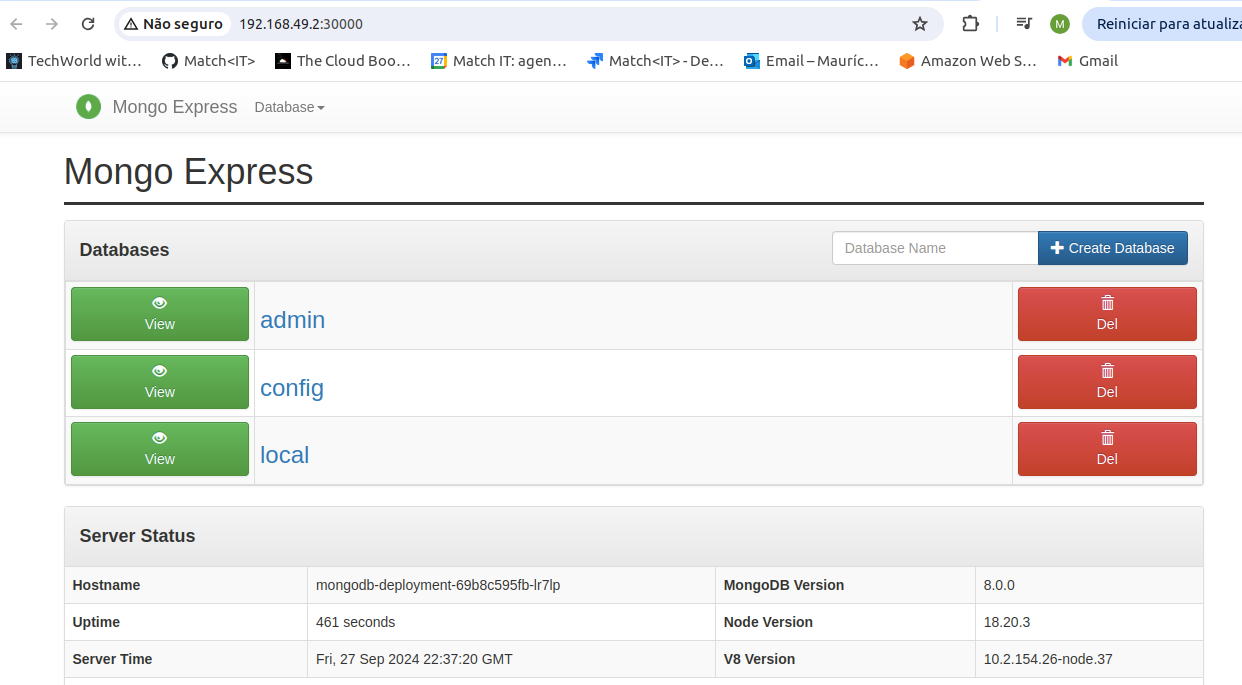 Não seguro 192.168.49.2:30000 M Reiniciar para atualiza
TechWorld wit... Match<IT> The Cloud Boo... 27 Match IT: agen... Match<IT> - De... Email – Mauríc... Amazon Web S... Gmail
Mongo Express Database
Mongo Express
Databases Database Name Create Database
View admin Del
View config Del
View local Del
Server Status
Hostname mongodb-deployment-69b8c595fb-lr7lp MongoDB Version 8.0.0
Uptime 461 seconds Node Version 18.20.3
Server Time Fri, 27 Sep 2024 22:37:20 GMT V8 Version 10.2.154.26-node.37